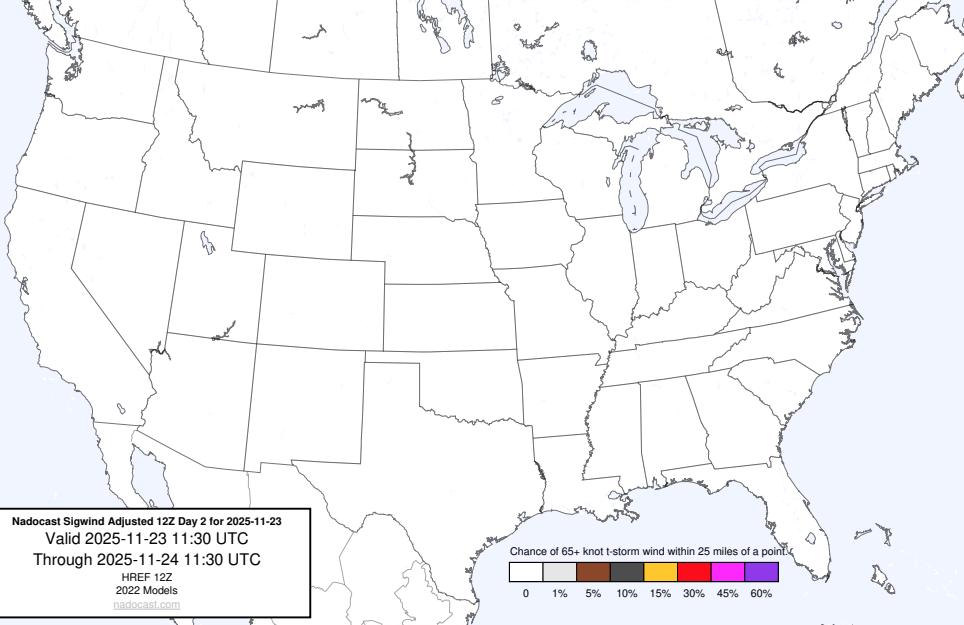 Nadocast Sigwind Adjusted 12Z Day 2 for 2025-11-23
Valid 2025-11-23 11:30 UTC
Through 2025-11-24 11:30 UTC
HREF 12Z
2022 Models
nadocast.com
Chance of 65+ knot t-storm wind within 25 miles of a point.
0 1% 5% 10% 15% 30% 45% 60%